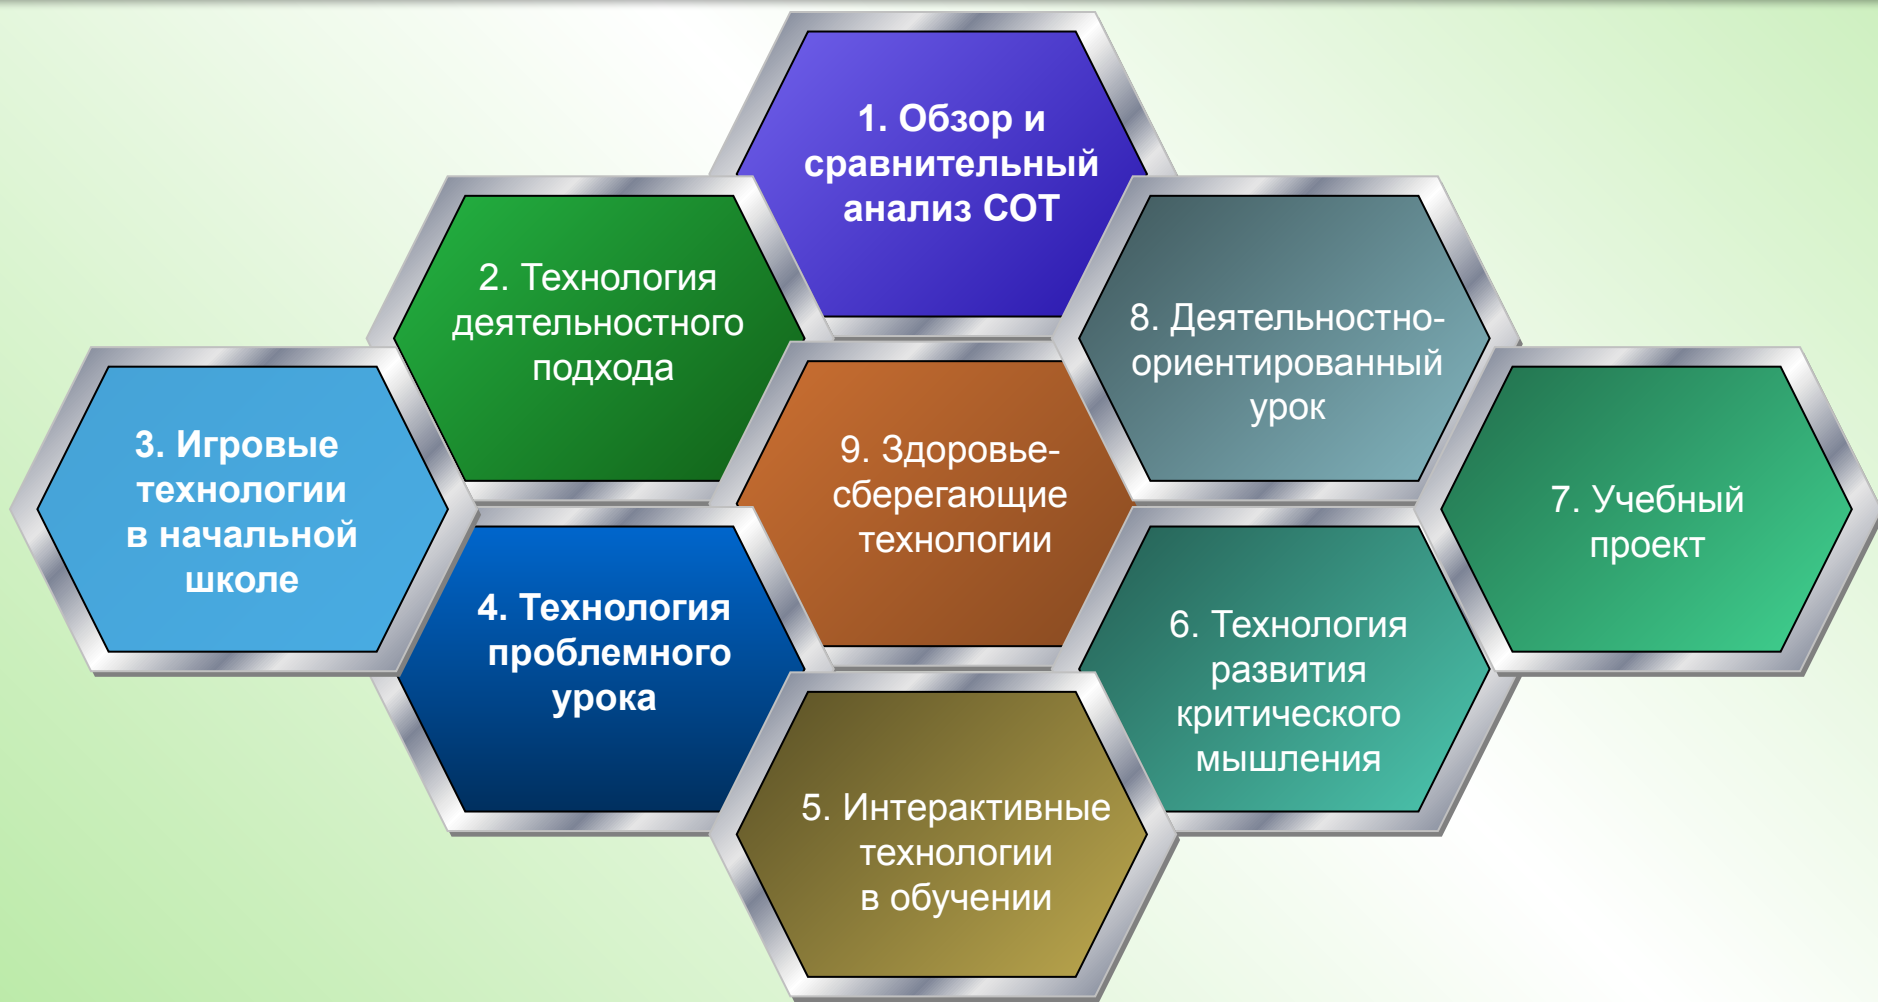 1. Обзор и
сравнительный
анализ СОТ
2. Технология
деятельностного
подхода
3. Игровые
технологии
в начальной
школе
4. Технология
проблемного
урока
5. Интерактивные
технологии
в обучении
6. Технология
развития
критического
мышления
7. Учебный
проект
8. Деятельностно-
ориентированный
урок
9. Здоровье-
сберегающие
технологии